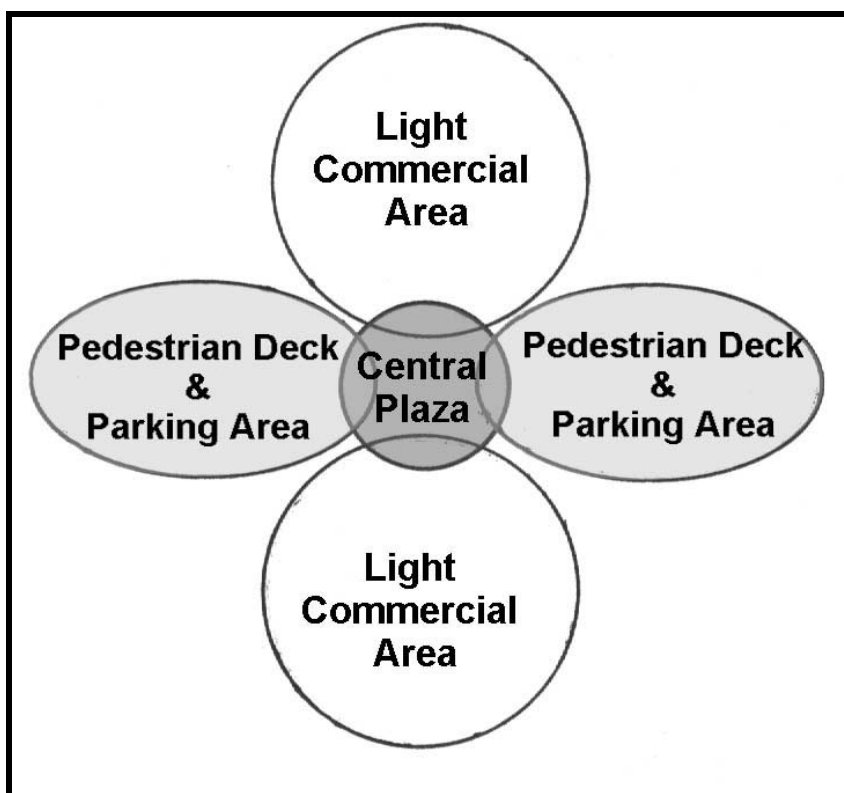 Light
Commercial
Area
Pedestrian Deck
&
Parking Area
Central
Plaza
Pedestrian Deck
&
Parking Area
Light
Commercial
Area